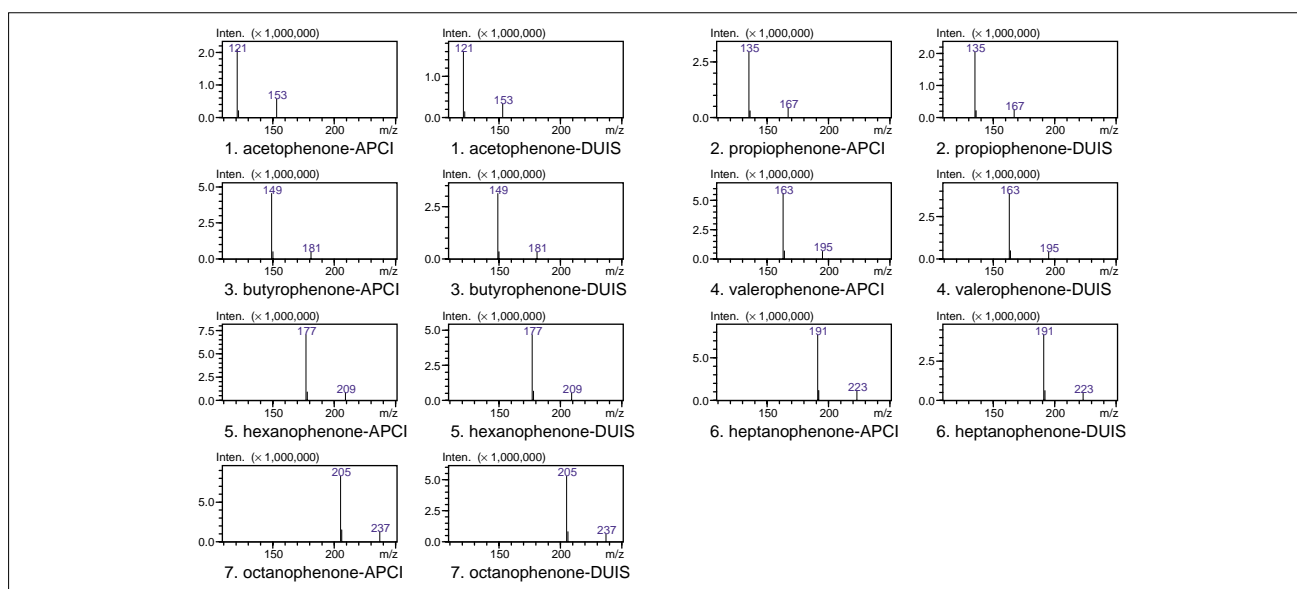 Inten. (× 1,000,000) Inten. (× 1,000,000) Inten. (× 1,000,000) Inten. (× 1,000,000)
2.0 121 121 135 2.5 135 2.0
1.0 153 1.0 153 167 1.0 167
0.0 0.0 0.0 0.0
150 200 m/z 150 200 m/z 150 200 m/z 150 200 m/z
1. acetophenone-APCI 1. acetophenone-DUIS 2. propiophenone-APCI 2. propiophenone-DUIS
Inten. (× 1,000,000) Inten. (× 1,000,000) Inten. (× 1,000,000) Inten. (× 1,000,000)
5.0 149 149 163 163
2.5 181 2.5 181 5.0 2.5 195 2.5 195
0.0 0.0 0.0 0.0
150 200 m/z 150 200 m/z 150 200 m/z 150 200 m/z
3. butyrophenone-APCI 3. butyrophenone-DUIS 4. valerophenone-APCI 4. valerophenone-DUIS
Inten. (× 1,000,000) Inten. (× 1,000,000) Inten. (× 1,000,000) Inten. (× 1,000,000)
7.5 177 5.0 177 191 191
5.0 2.5 209 2.5 209 5.0 223 2.5 223
0.0 0.0 0.0 0.0
150 200 m/z 150 200 m/z 150 200 m/z 150 200 m/z
5. hexanophenone-APCI 5. hexanophenone-DUIS 6. heptanophenone-APCI 6. heptanophenone-DUIS
Inten. (× 1,000,000) Inten. (× 1,000,000)
205 205
5.0 237 5.0 2.5 237
0.0 0.0
150 200 m/z 150 200 m/z
7. octanophenone-APCI 7. octanophenone-DUIS